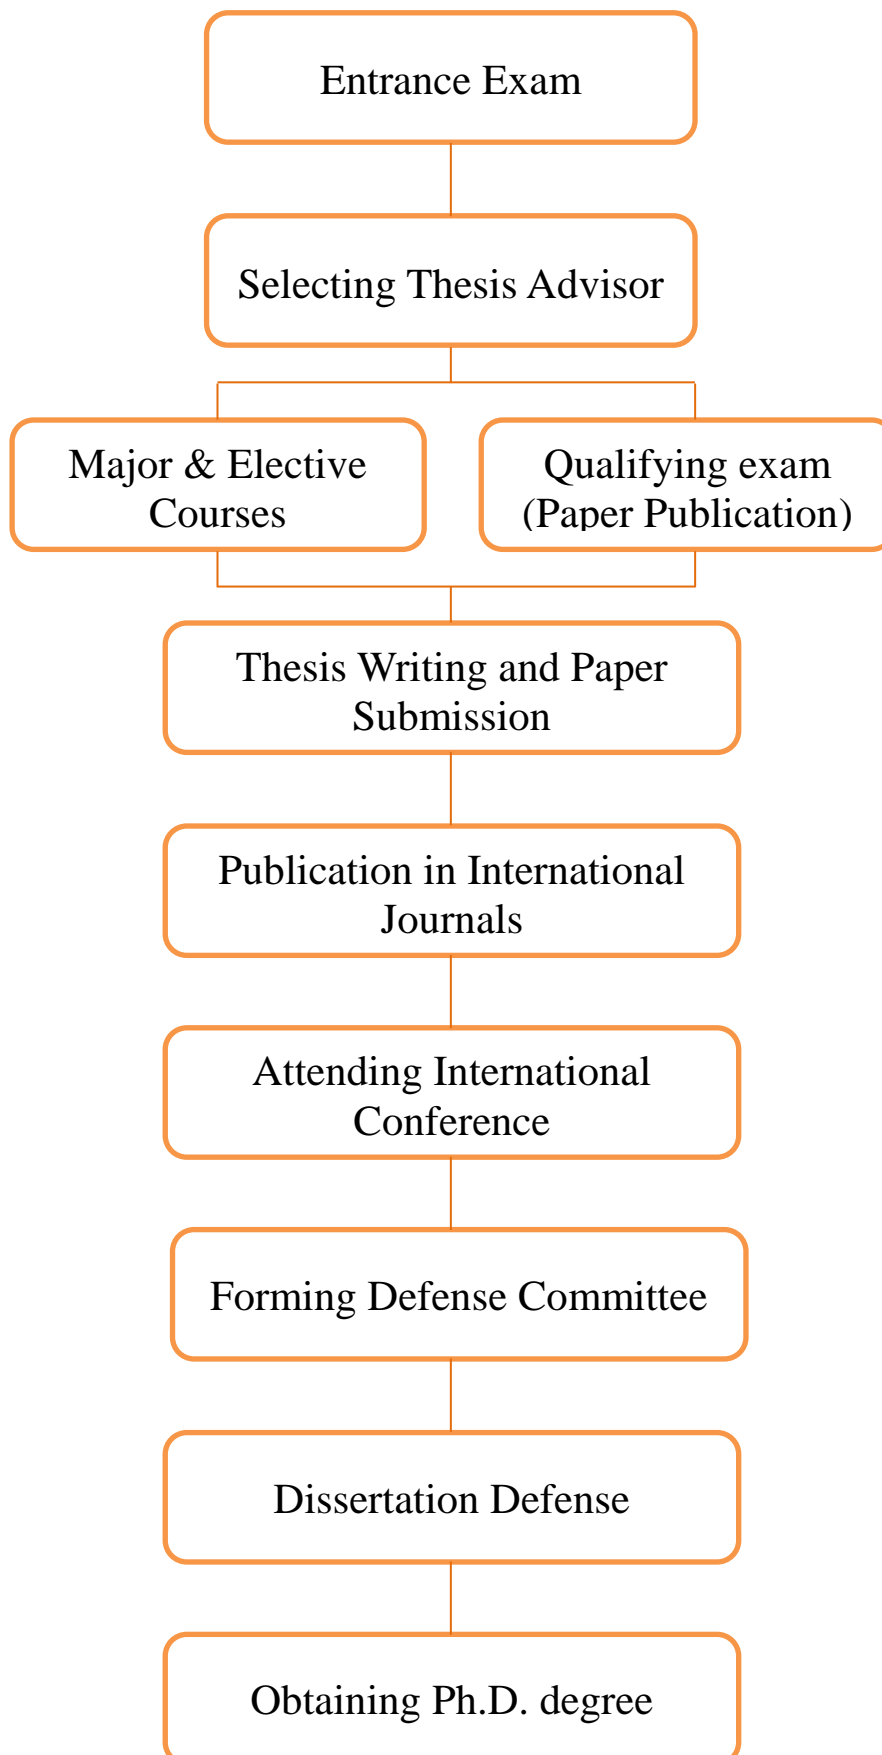 Entrance Exam
Selecting Thesis Advisor
Major & Elective
Courses
Qualifying exam
(Paper Publication)
Thesis Writing and Paper
Submission
Publication in International
Journals
Attending International
Conference
Forming Defense Committee
Dissertation Defense
Obtaining Ph.D. degree